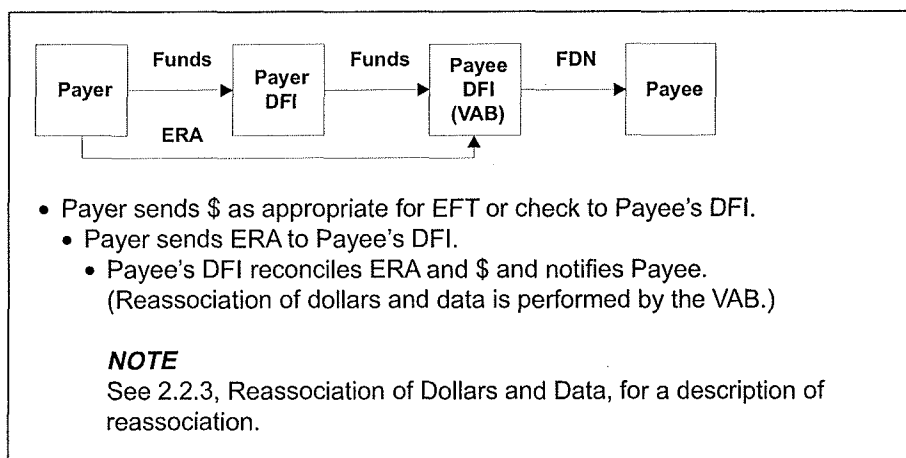 Funds Funds FDN
Payer Payer DFI Payee DFI (VAB) Payee
ERA
• Payer sends $ as appropriate for EFT or check to Payee's DFI.
• Payer sends ERA to Payee's DFI.
• Payee's DFI reconciles ERA and $ and notifies Payee.
(Reassociation of dollars and data is performed by the VAB.)
NOTE
See 2.2.3, Reassociation of Dollars and Data, for a description of
reassociation.